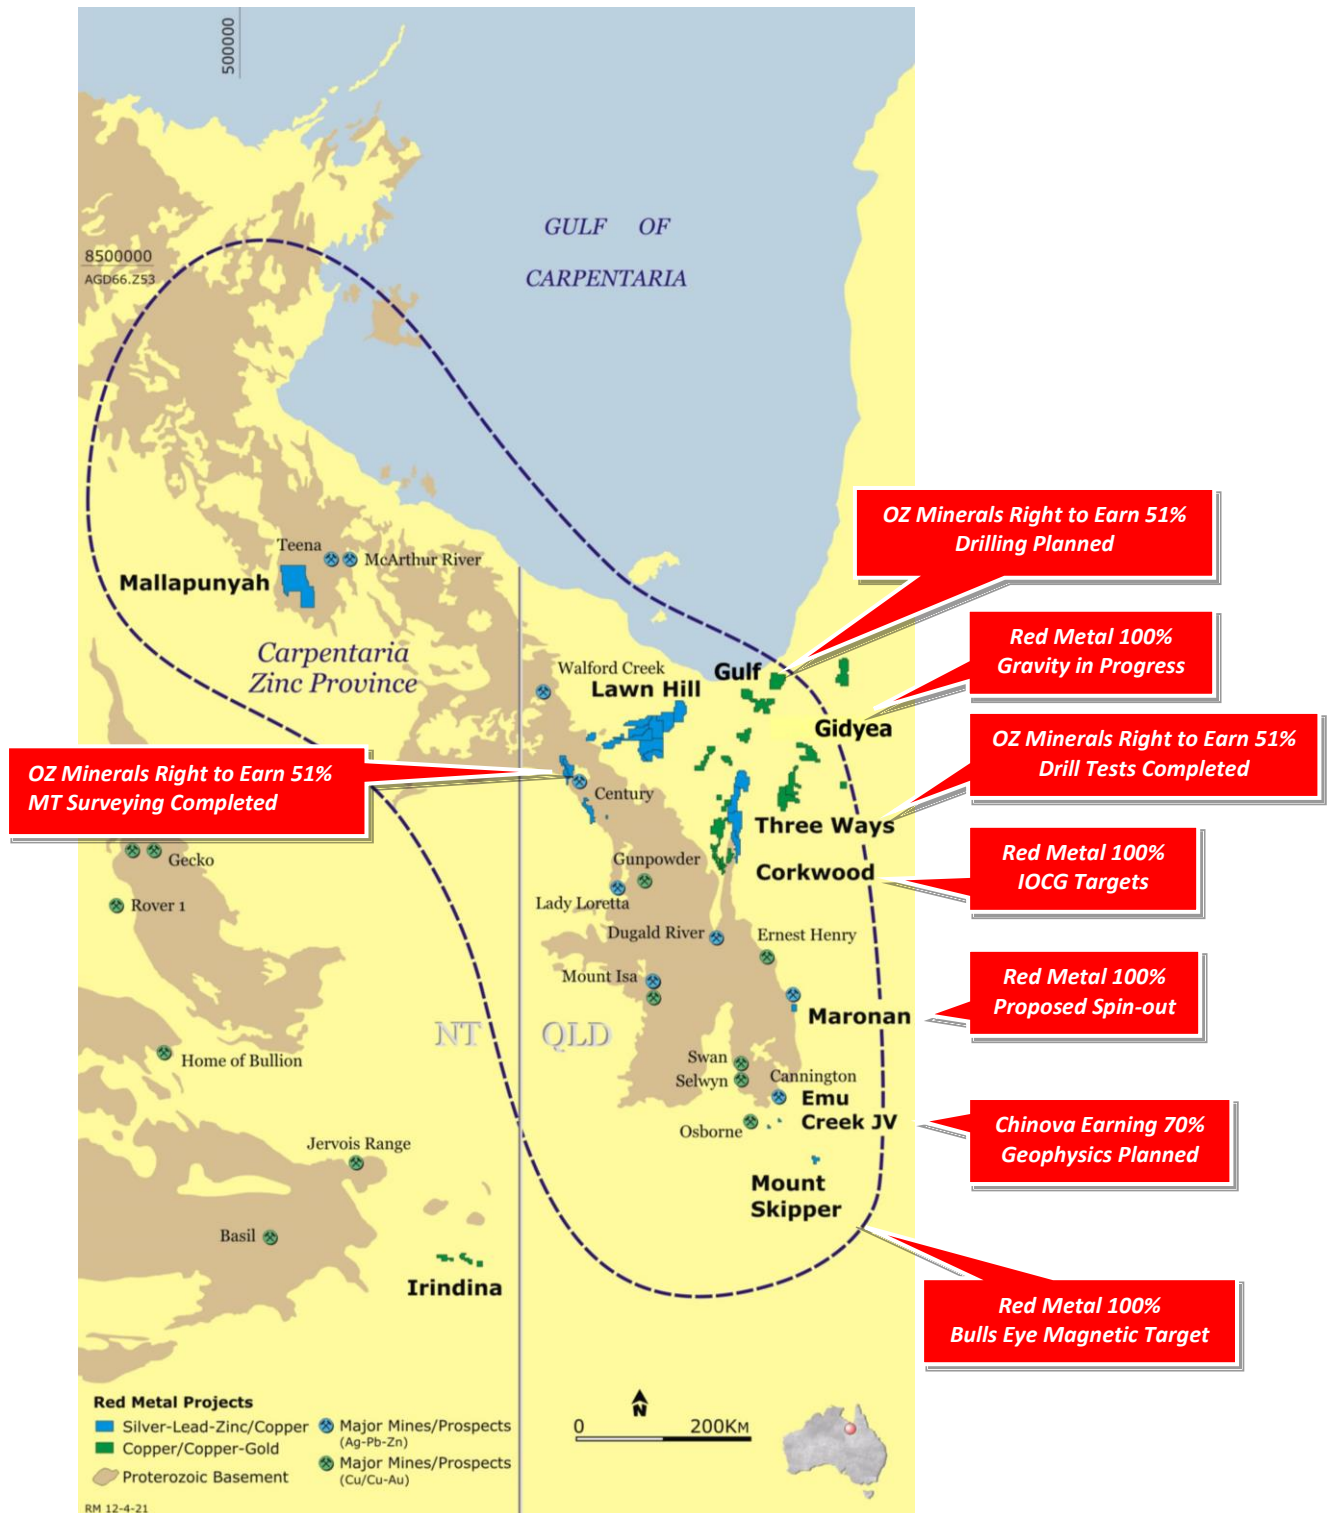 500000
GULF OF
CARPENTARIA
8500000
AGD66.Z53
OZ Minerals Right to Earn 51%
Drilling Planned
Teena
McArthur River
Mallapunyah
Red Metal 100%
Gravity in Progress
Carpentaria
Zinc Province
Walford Creek
Lawn Hill
Gulf
Gidyea
OZ Minerals Right to Earn 51%
Drill Tests Completed
OZ Minerals Right to Earn 51%
MT Surveying Completed
Century
Three Ways
Gecko
Gunpowder
Corkwood
Red Metal 100%
IOCG Targets
Rover 1
Lady Loretta
Dugald River
Ernest Henry
Mount Isa
Red Metal 100%
Proposed Spin-out
Maronan
NT
QLD
Home of Bullion
Swan
Selwyn
Cannington
Emu
Creek JV
Osborne
Chinova Earning 70%
Geophysics Planned
Jervois Range
Mount
Skipper
Basil
Irindina
Red Metal 100%
Bulls Eye Magnetic Target
Red Metal Projects
Silver-Lead-Zinc/Copper
Copper/Copper-Gold
Proterozoic Basement
Major Mines/Prospects
(Ag-Pb-Zn)
Major Mines/Prospects
(Cu/Cu-Au)
N
0 200KM
RM 12-4-21